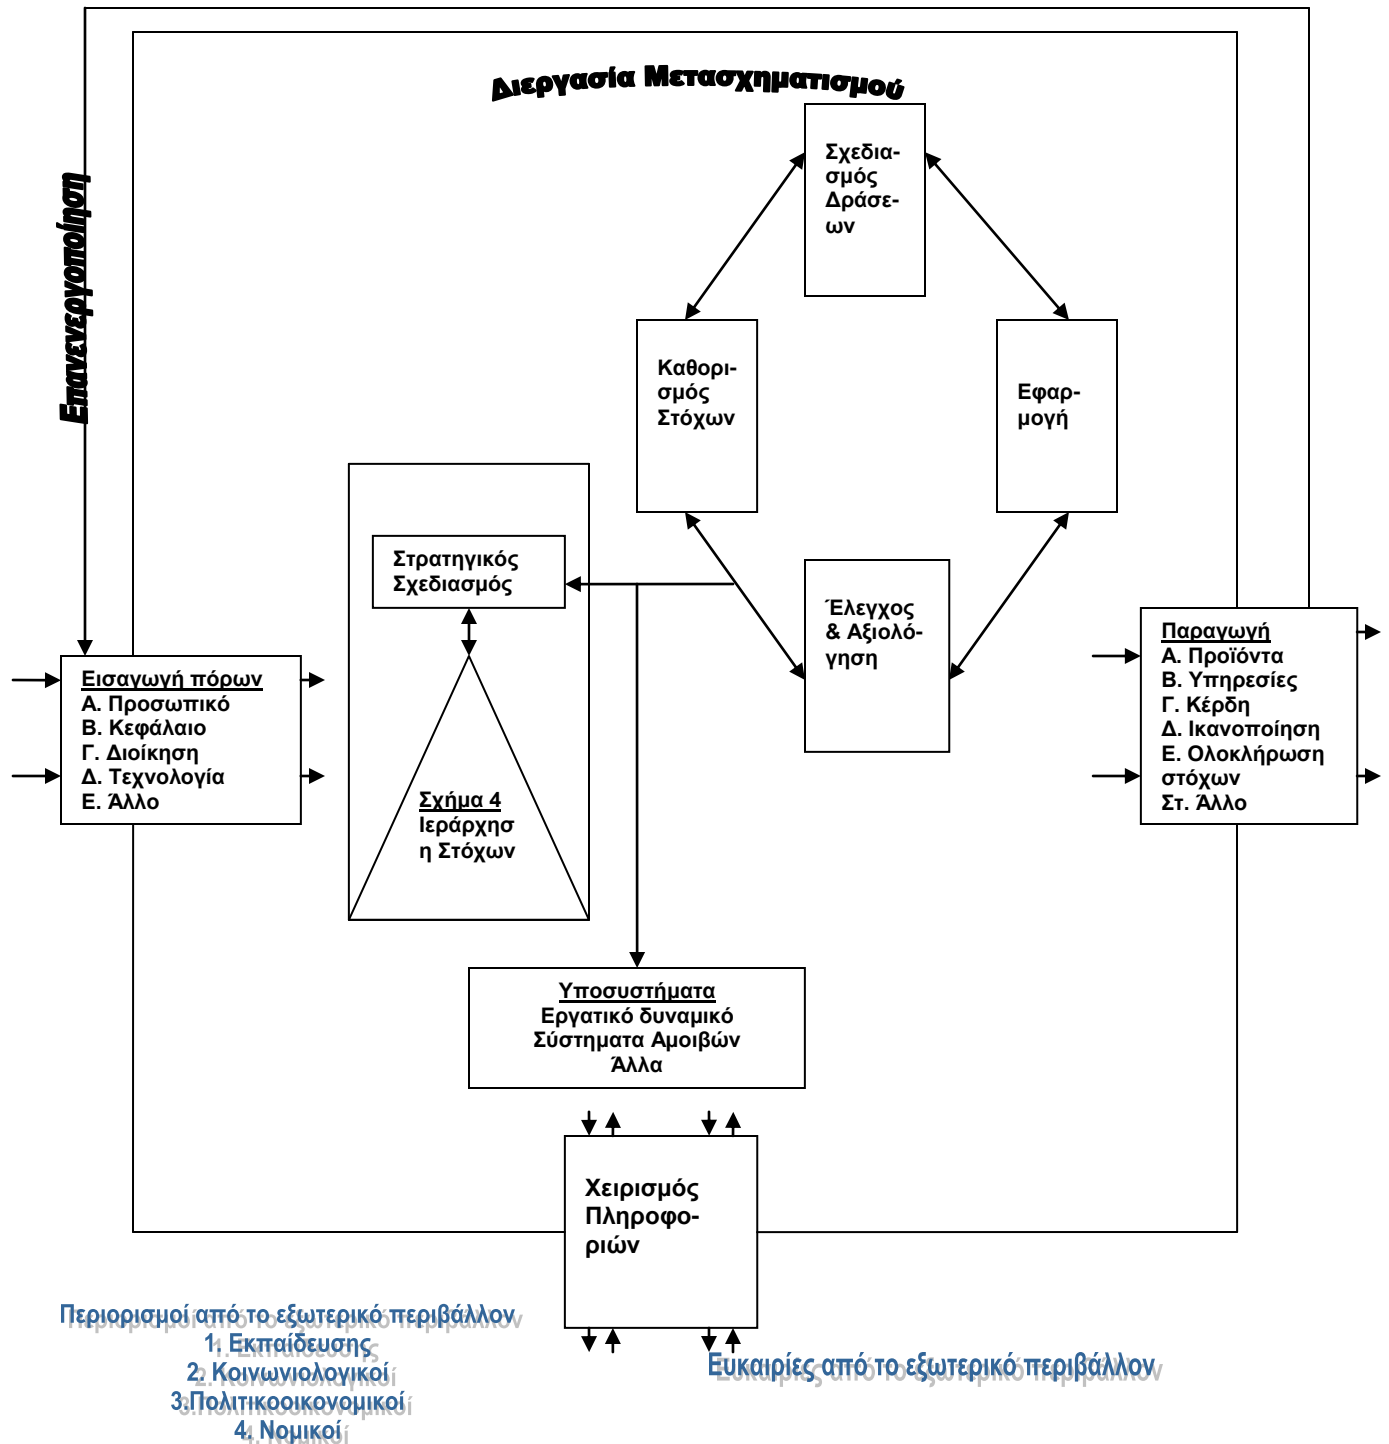 Διεργασία Μετασχηματισμού
Επανενεργοποίηση
Σχεδια-
σμός
Δράσε-
ων
Καθορι-
σμός
Στόχων
Εφαρ-
μογή
Στρατηγικός
Σχεδιασμός
Έλεγχος
& Αξιολό-
γηση
Εισαγωγή πόρων
Α. Προσωπικό
Β. Κεφάλαιο
Γ. Διοίκηση
Δ. Τεχνολογία
Ε. Άλλο
Σχήμα 4
Ιεράρχησ
η Στόχων
Παραγωγή
Α. Προϊόντα
Β. Υπηρεσίες
Γ. Κέρδη
Δ. Ικανοποίηση
Ε. Ολοκλήρωση
στόχων
Στ. Άλλο
Υποσυστήματα
Εργατικό δυναμικό
Σύστηματα Αμοιβών
Άλλα
Χειρισμός
Πληροφο-
ριών
Περιορισμοί από το εξωτερικό περιβάλλον
1. Εκπαίδευσης
2. Κοινωνιολογικοί
3.Πολιτικοοικονομικοί
4. Νομικοί
Ευκαιρίες από το εξωτερικό περιβάλλον